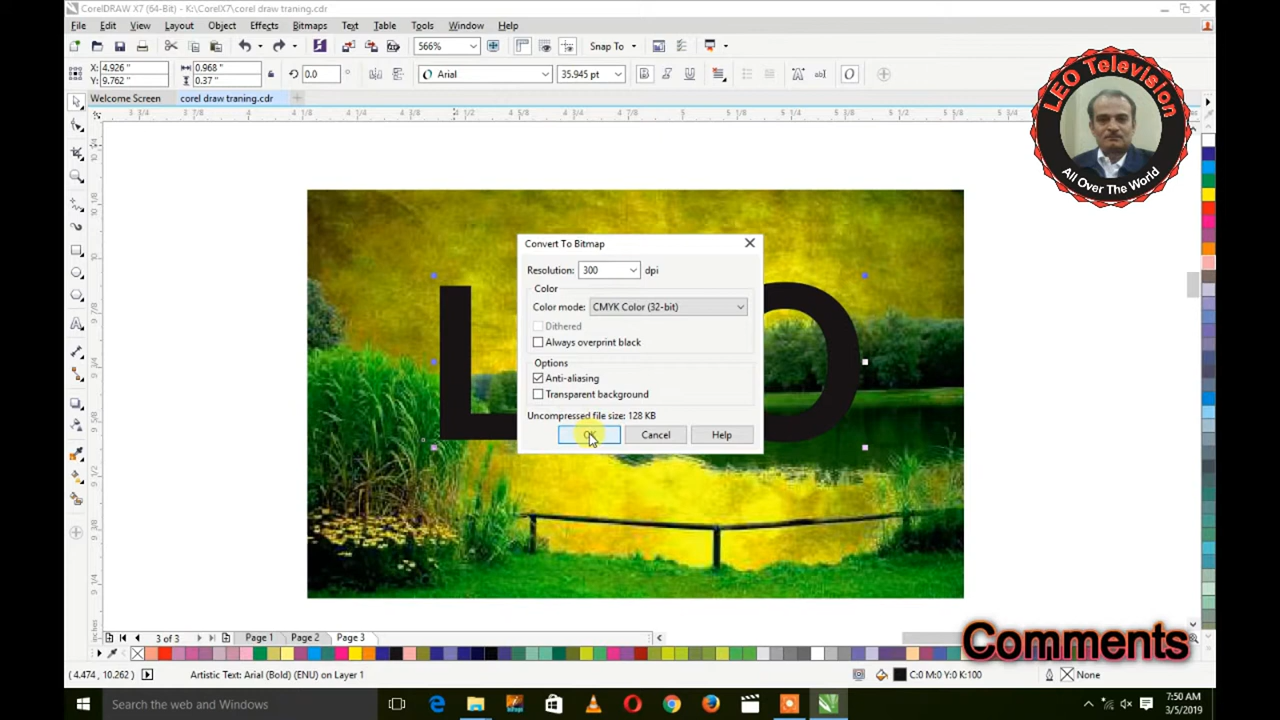 CorelDRAW X7 (64-Bit) - K:\CorelX7\corel draw traning.cdr
File Edit View Layout Object Effects Bitmaps Text Table Tools Window Help
566% Snap To
X: 4.926 " 0.968 " 0.0 ° Arial 35.945 pt
Y: 9.762 " 0.37 "
Welcome Screen corel draw traning.cdr
LEO Television
All Over The World
Convert To Bitmap
Resolution: 300 dpi
Color
Color mode: CMYK Color (32-bit)
Dithered
Always overprint black
Options
Anti-aliasing
Transparent background
Uncompressed file size: 128 KB
OK Cancel Help
L O
inches
3 of 3 Page 1 Page 2 Page 3
Comments
( 4.474, 10.262 ) Artistic Text: Arial (Bold) (ENU) on Layer 1 C:0 M:0 Y:0 K:100 None
Search the web and Windows
7:50 AM
3/5/2019